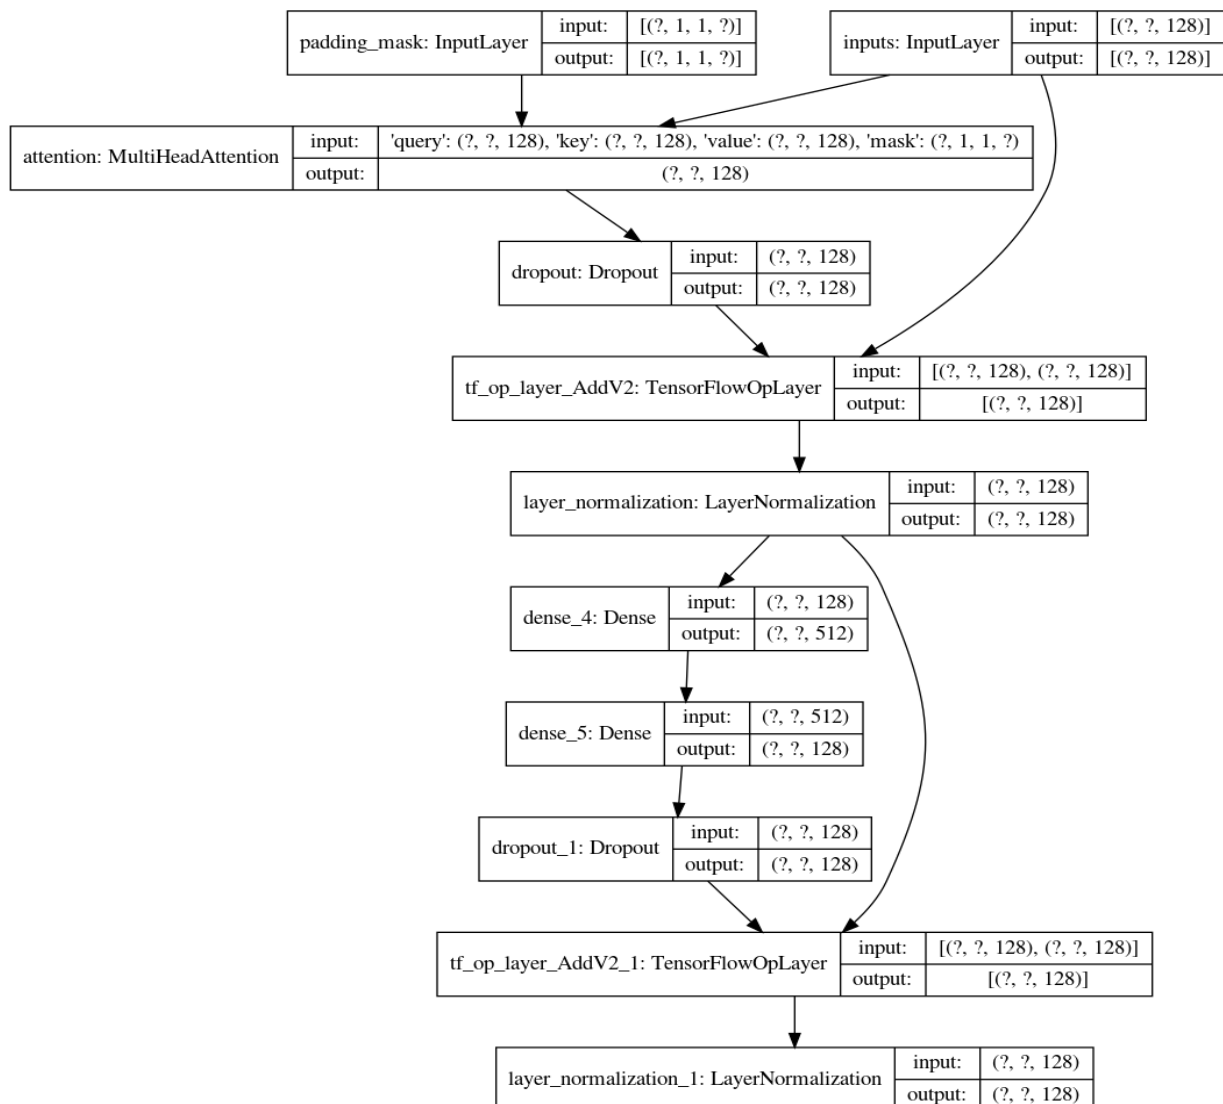 padding_mask: InputLayer
input: [(?, 1, 1, ?)]
output: [(?, 1, 1, ?)]
inputs: InputLayer
input: [(?, ?, 128)]
output: [(?, ?, 128)]
attention: MultiHeadAttention
input: 'query': (?, ?, 128), 'key': (?, ?, 128), 'value': (?, ?, 128), 'mask': (?, 1, 1, ?)
output: (?, ?, 128)
dropout: Dropout
input: (?, ?, 128)
output: (?, ?, 128)
tf_op_layer_AddV2: TensorFlowOpLayer
input: [(?, ?, 128), (?, ?, 128)]
output: [(?, ?, 128)]
layer_normalization: LayerNormalization
input: (?, ?, 128)
output: (?, ?, 128)
dense_4: Dense
input: (?, ?, 128)
output: (?, ?, 512)
dense_5: Dense
input: (?, ?, 512)
output: (?, ?, 128)
dropout_1: Dropout
input: (?, ?, 128)
output: (?, ?, 128)
tf_op_layer_AddV2_1: TensorFlowOpLayer
input: [(?, ?, 128), (?, ?, 128)]
output: [(?, ?, 128)]
layer_normalization_1: LayerNormalization
input: (?, ?, 128)
output: (?, ?, 128)